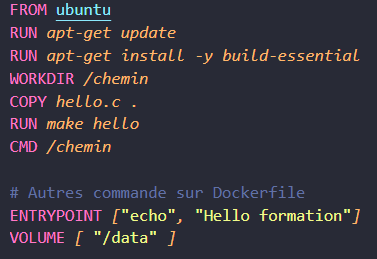 FROM ubuntu
RUN apt-get update
RUN apt-get install -y build-essential
WORKDIR /chemin
COPY hello.c .
RUN make hello
CMD /chemin
# Autres commande sur Dockerfile
ENTRYPOINT ["echo", "Hello formation"]
VOLUME [ "/data" ]